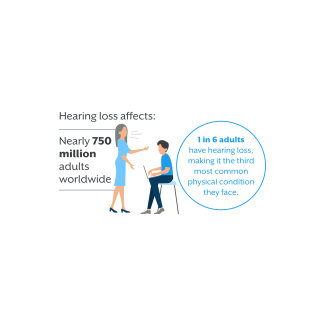 Hearing loss affects:
Nearly 750
million
adults
worldwide
1 in 6 adults
have hearing loss,
making it the third
most common
physical condition
they face.